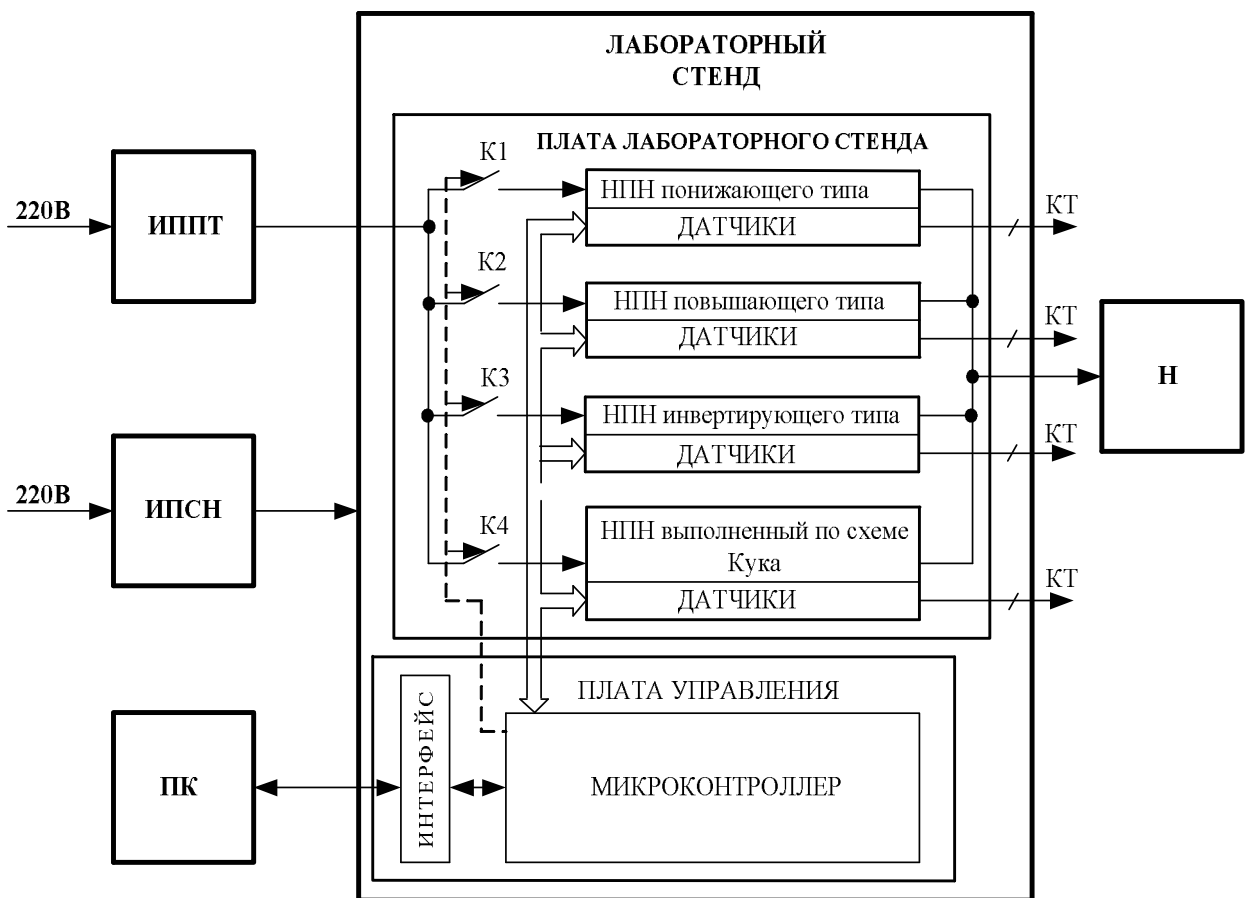 ЛАБОРАТОРНЫЙ
СТЕНД
ПЛАТА ЛАБОРАТОРНОГО СТЕНДА
220В
ИППТ
К1
НПН понижающего типа
ДАТЧИКИ
КТ
К2
НПН повышающего типа
ДАТЧИКИ
КТ
Н
К3
НПН инвертирующего типа
ДАТЧИКИ
КТ
220В
ИПСН
К4
НПН выполненный по схеме
Кука
ДАТЧИКИ
КТ
ПЛАТА УПРАВЛЕНИЯ
ПК
ИНТЕРФЕЙС
МИКРОКОНТРОЛЛЕР